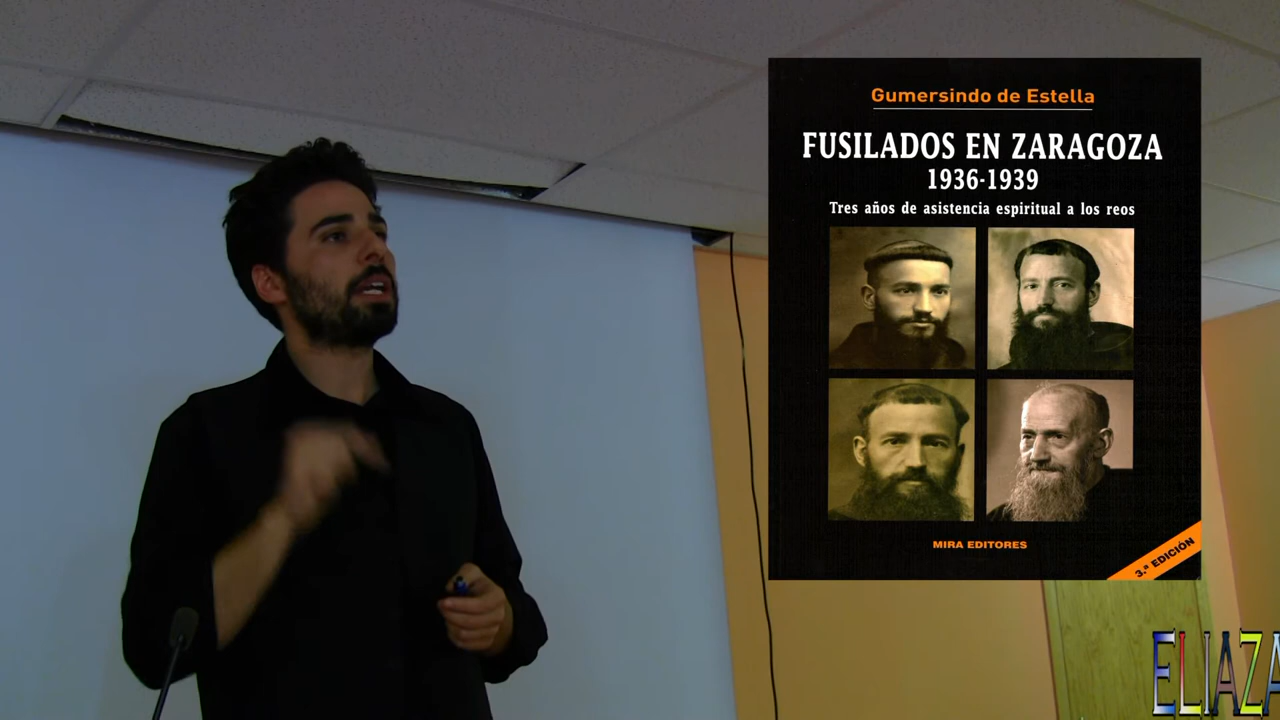 Gumersindo de Estella
FUSILADOS EN ZARAGOZA
1936-1939
Tres años de asistencia espiritual a los reos
MIRA EDITORES
3.ª EDICIÓN
ELIAZA